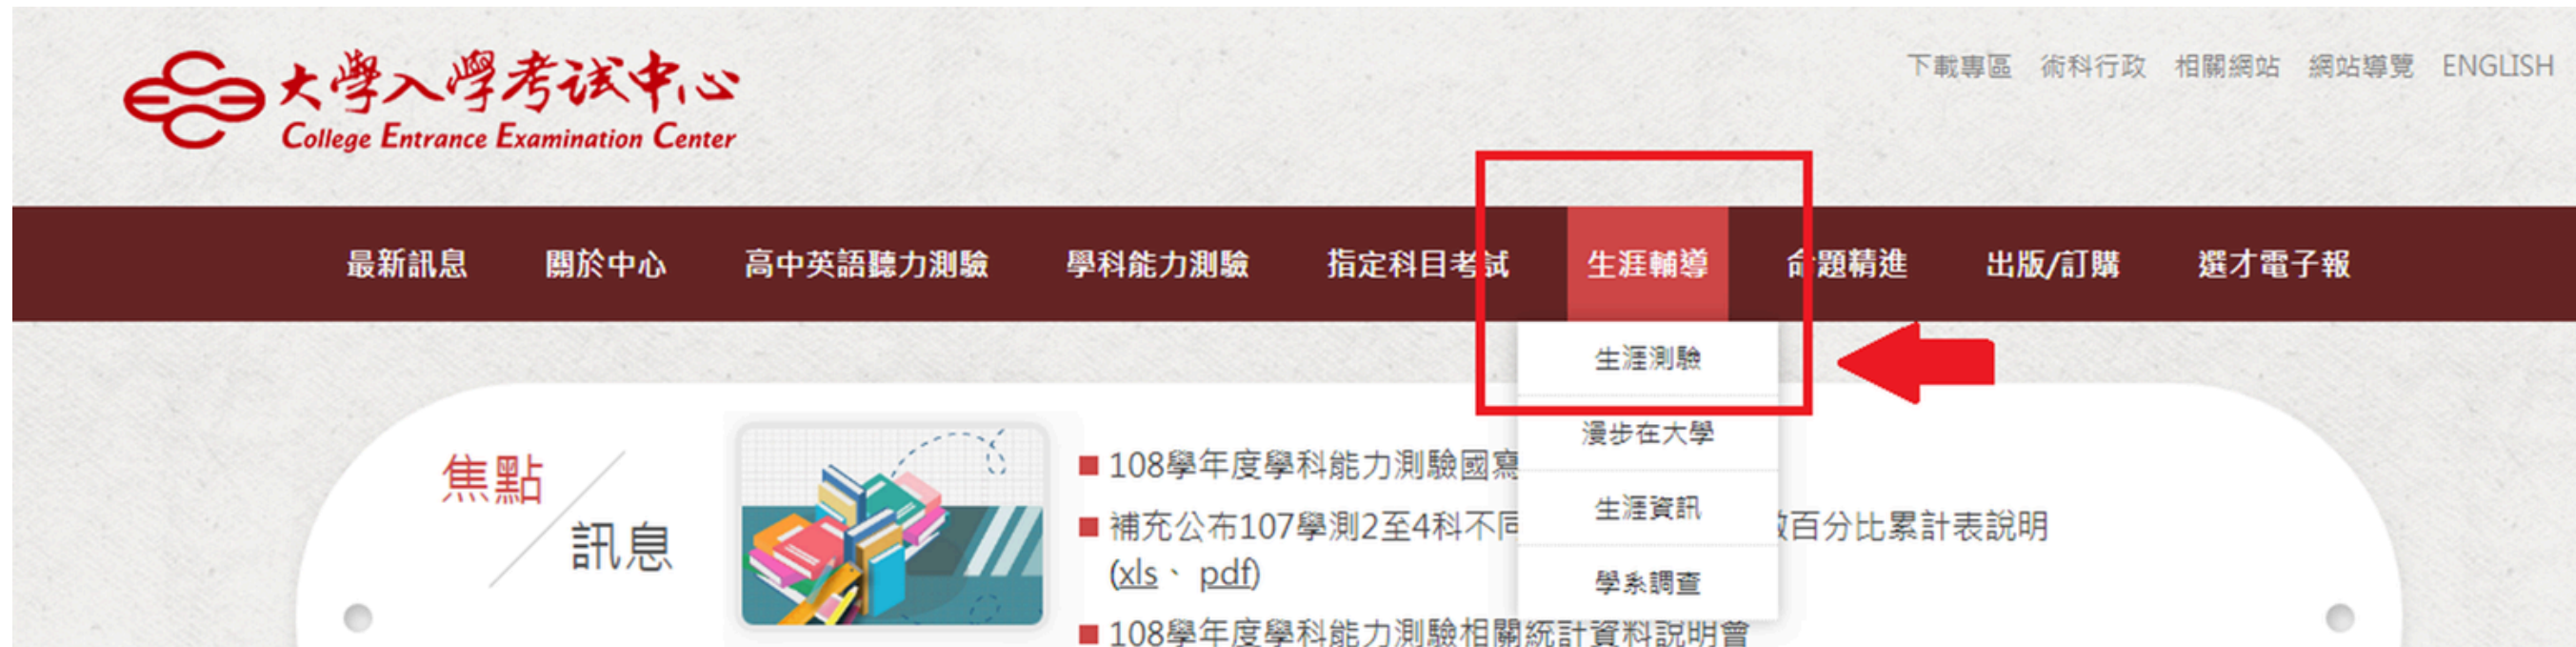 大學入學考試中心
College Entrance Examination Center
下載專區 術科行政 相關網站 網站導覽 ENGLISH
最新訊息 關於中心 高中英語聽力測驗 學科能力測驗 指定科目考試 生涯輔導 命題精進 出版/訂購 選才電子報
生涯測驗
漫步在大學
生涯資訊
學系調查
焦點
訊息
108學年度學科能力測驗國寫
補充公布107學測2至4科不同 百分比累計表說明
(xls、 pdf)
108學年度學科能力測驗相關統計資料說明會